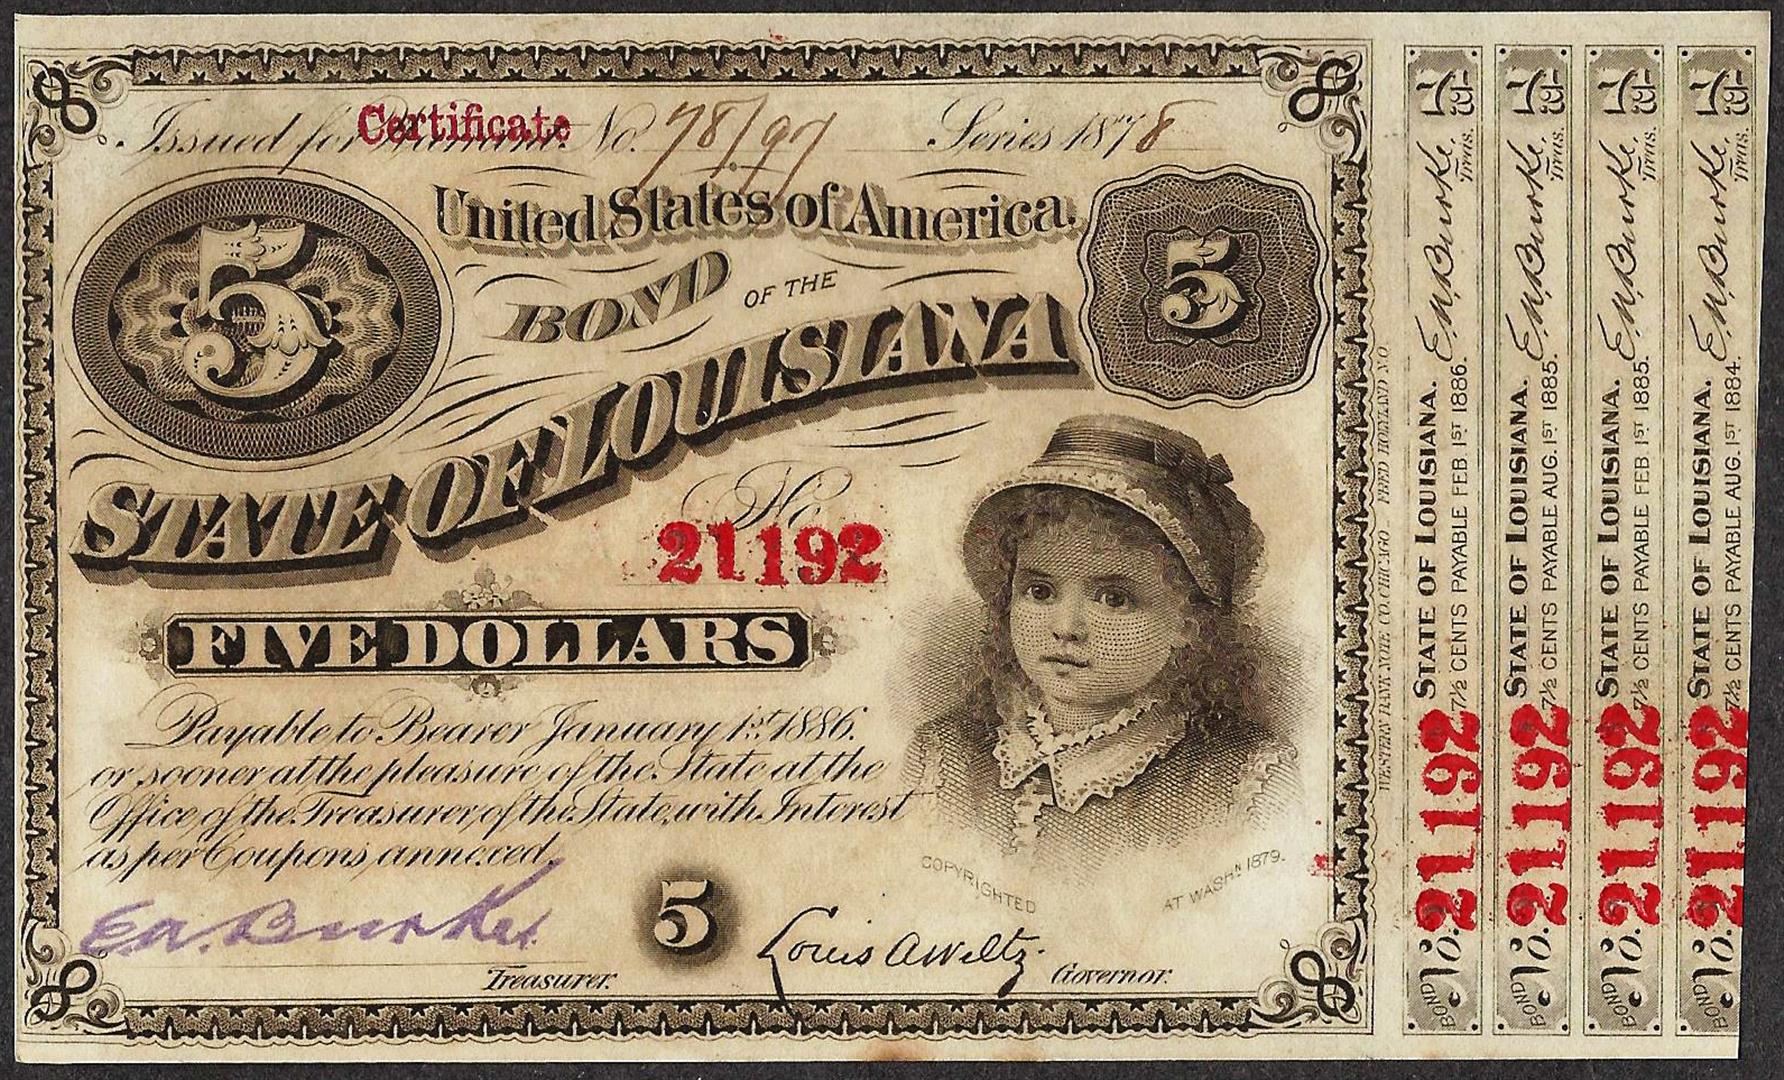 Issued for Certificate No. 78/97 Series 1878
United States of America.
5
5
BOND OF THE
STATE OF LOUISIANA
No
21192
FIVE DOLLARS
Payable to Bearer January 1st 1886.
or sooner at the pleasure of the State at the
Office of the Treasurer of the State, with Interest
as per Coupons annexed.
COPYRIGHTED AT WASHN 1879.
EA. Burke
Treasurer.
5
Louis A Wiltz
Governor.
WESTERN BANK NOTE CO. CHICAGO. FRED HOLYLAND N.O.
STATE OF LOUISIANA. E.A. Burke, Treas.
7½ CENTS PAYABLE FEB 1ST 1886.
BOND No. 21192
STATE OF LOUISIANA. E.A. Burke, Treas.
7½ CENTS PAYABLE AUG. 1ST 1885.
BOND No. 21192
STATE OF LOUISIANA. E.A. Burke, Treas.
7½ CENTS PAYABLE FEB 1ST 1885.
BOND No. 21192
STATE OF LOUISIANA. E.A. Burke, Treas.
7½ CENTS PAYABLE AUG. 1ST 1884.
BOND No. 21192